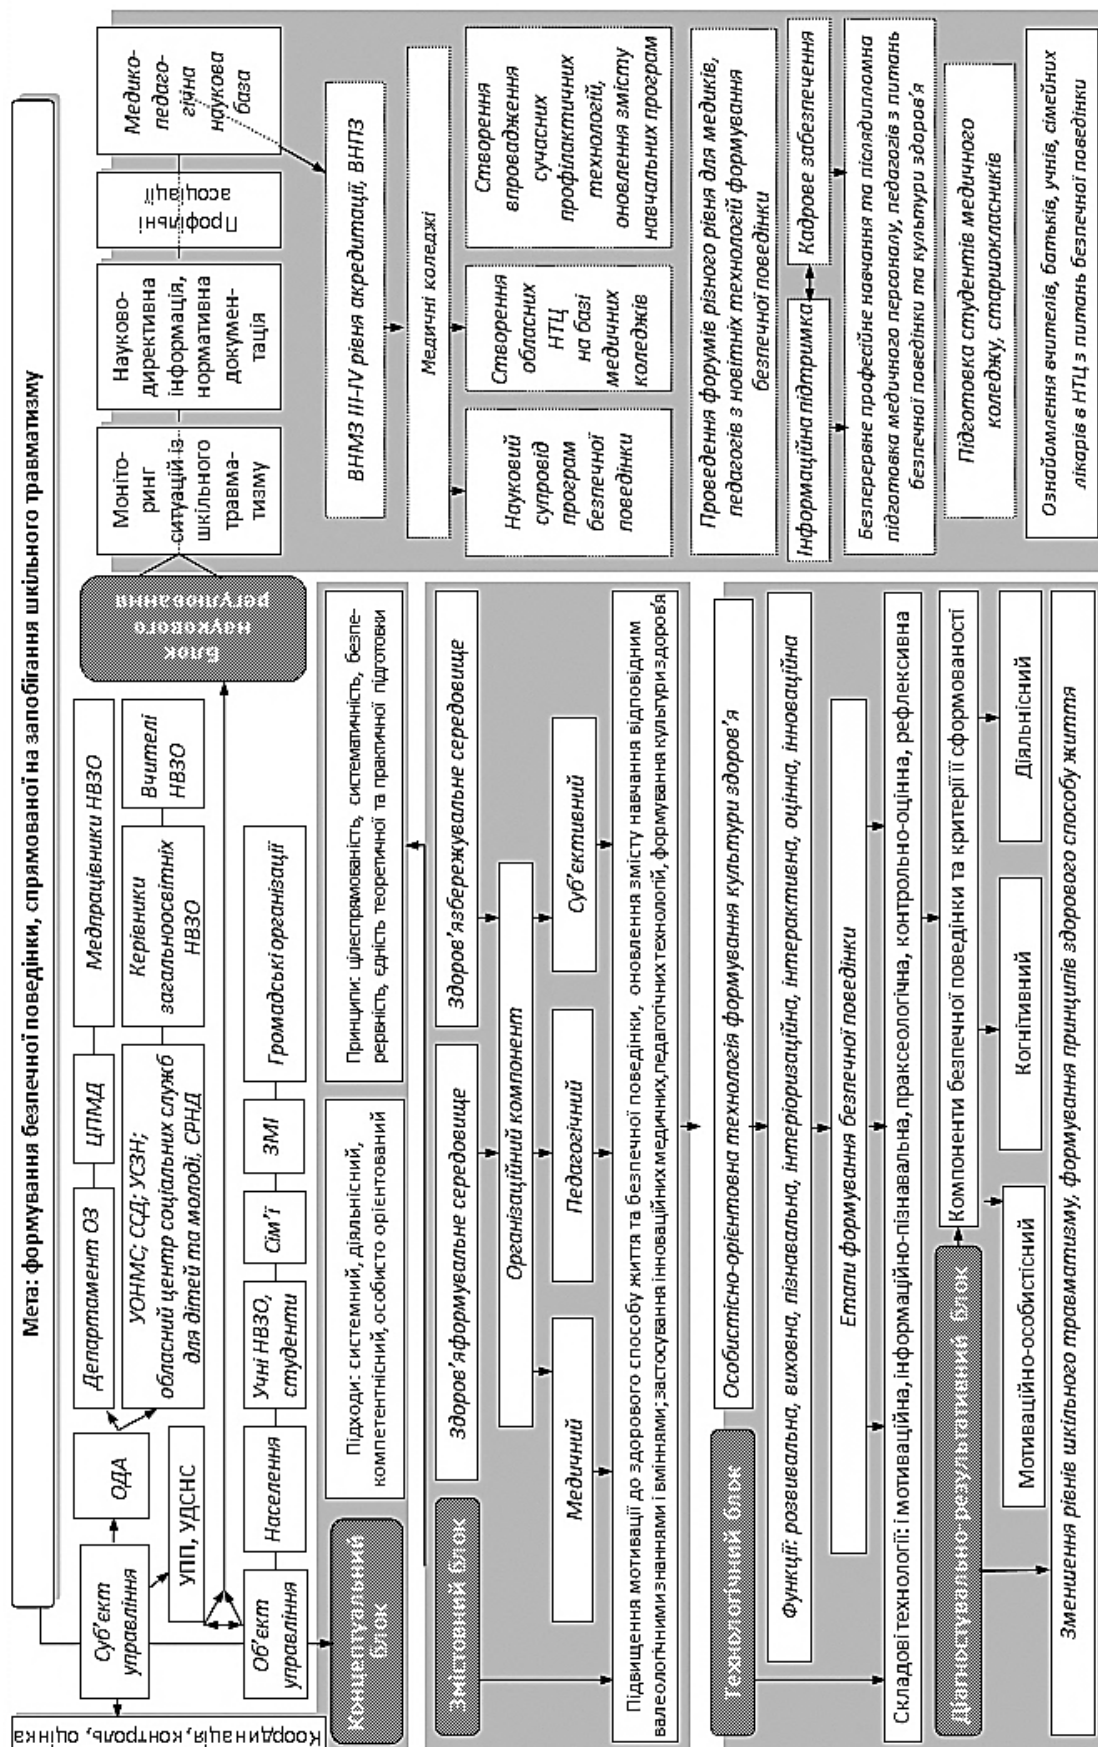 Мета: формування безпечної поведінки, спрямованої на запобігання шкільного травматизму
Координація, контроль, оцінка
Суб'єкт
управління
ОДА
Департамент ОЗ
ЦПМД
Медпрацівники НВЗО
УОНМС; ССД; УСЗН;
обласний центр соціальних служб
для дітей та молоді, СРНД
Керівники
загальноосвітніх
НВЗО
Вчителі
НВЗО
УПП, УДСНС
Об'єкт
управління
Населення
Учні НВЗО,
студенти
Сім'ї
ЗМІ
Громадські організації
Блок
наукового
регулювання
Моніто-
ринг
ситуацій із
шкільного
травма-
тизму
Науково-
директивна
інформація,
нормативна
докумен-
тація
Профільні
асоціації
Медико-
педаго-
гічна
наукова
база
ВНМЗ III–IV рівня акредитації, ВНПЗ
Медичні коледжі
Науковий
супровід
програм
безпечної
поведінки
Створення
обласних
НТЦ
на базі
медичних
коледжів
Створення
впровадження
сучасних
профілактичних
технологій,
оновлення змісту
навчальних програм
Проведення форумів різного рівня для медиків,
педагогів з новітніх технологій формування
безпечної поведінки
Інформаційна підтримка
Кадрове забезпечення
Безперервне професійне навчання та післядипломна
підготовка медичного персоналу, педагогів з питань
безпечної поведінки та культури здоров'я
Підготовка студентів медичного
коледжу, старшокласників
Ознайомлення вчителів, батьків, учнів, сімейних
лікарів в НТЦ з питань безпечної поведінки
Концептуальний
блок
Підходи: системний, діяльнісний,
компетентнісний, особисто орієнтований
Принципи: цілеспрямованість, систематичність, безпе-
рервність, єдність теоретичної та практичної підготовки
Змістовний блок
Здоров'яформувальне середовище
Здоров'язбережувальне середовище
Організаційний компонент
Медичний
Педагогічний
Суб'єктивний
Підвищення мотивації до здорового способу життя та безпечної поведінки, оновлення змісту навчання відповідним
валеологічними знаннями і вміннями; застосування інноваційних медичних, педагогічних технологій, формування культури здоров'я
Технологічний блок
Особистісно-орієнтовна технологія формування культури здоров'я
Функції: розвивальна, виховна, пізнавальна, інтеріоризаційна, інтерактивна, оцінна, інноваційна
Етапи формування безпечної поведінки
Складові технології: і мотиваційна, інформаційно-пізнавальна, праксеологічна, контрольно-оцінна, рефлексивна
Діагностувально-результативний блок
Компоненти безпечної поведінки та критерії її сформованості
Мотиваційно-особистісний
Когнітивний
Діяльнісний
Зменшення рівнів шкільного травматизму, формування принципів здорового способу життя